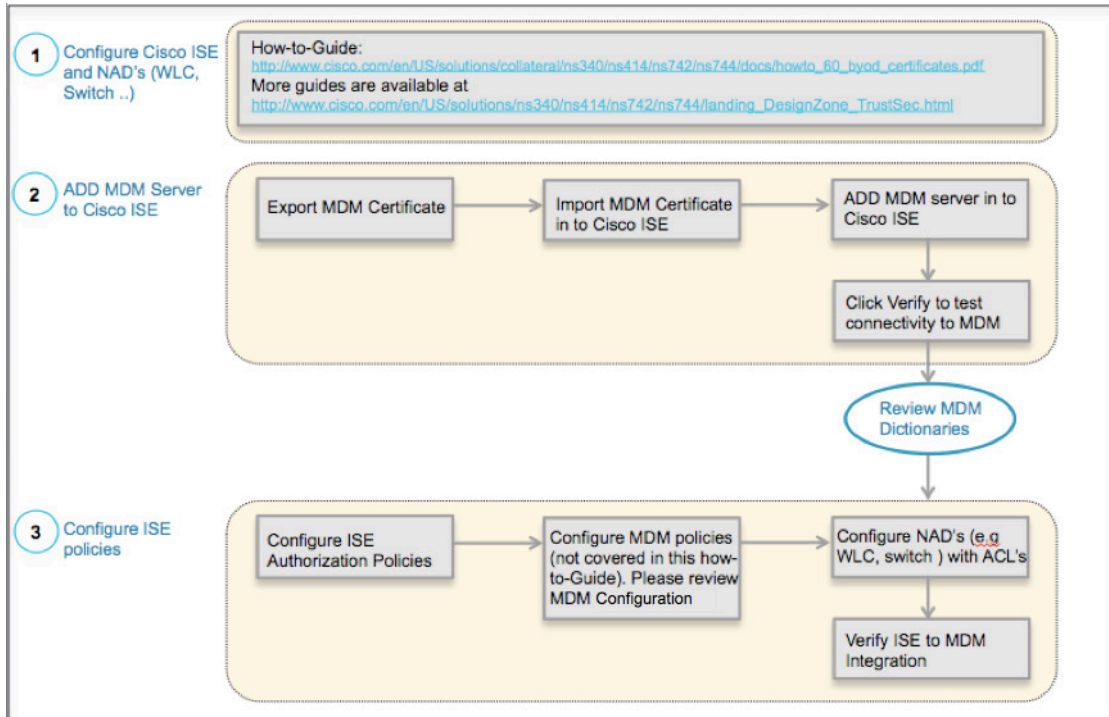 1
Configure Cisco ISE
and NAD's (WLC,
Switch ..)
How-to-Guide:
http://www.cisco.com/en/US/solutions/collateral/ns340/ns414/ns742/ns744/docs/howto_60_byod_certificates.pdf
More guides are available at
http://www.cisco.com/en/US/solutions/ns340/ns414/ns742/ns744/landing_DesignZone_TrustSec.html
2
ADD MDM Server
to Cisco ISE
Export MDM Certificate
Import MDM Certificate
in to Cisco ISE
ADD MDM server in to
Cisco ISE
Click Verify to test
connectivity to MDM
Review MDM
Dictionaries
3
Configure ISE
policies
Configure ISE
Authorization Policies
Configure MDM policies
(not covered in this how-
to-Guide). Please review
MDM Configuration
Configure NAD's (e.g
WLC, switch ) with ACL's
Verify ISE to MDM
Integration